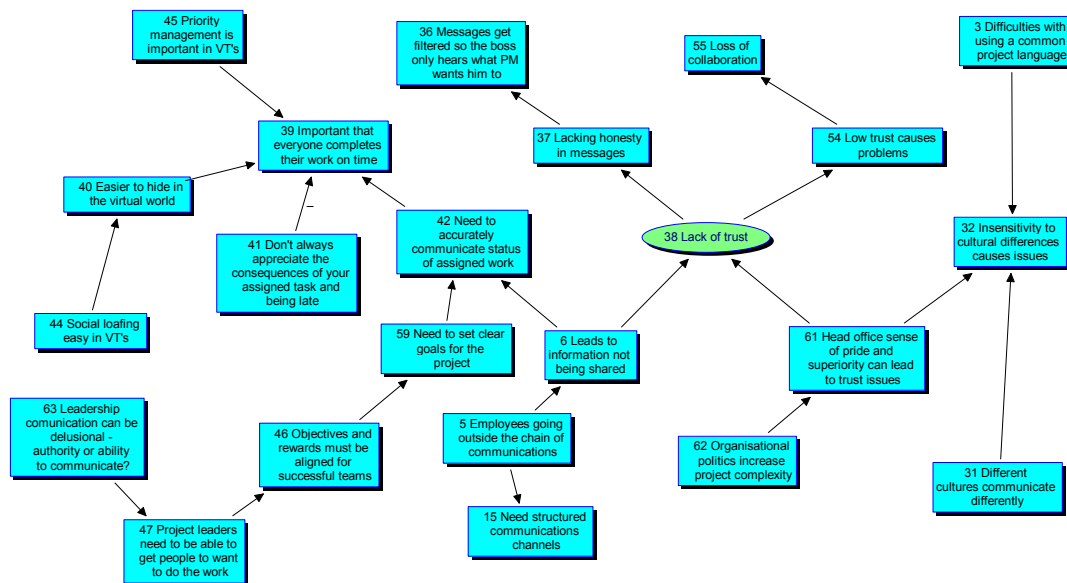 45 Priority
management is
important in VT's
36 Messages get
filtered so the boss
only hears what PM
wants him to
55 Loss of
collaboration
3 Difficulties with
using a common
project language
39 Important that
everyone completes
their work on time
37 Lacking honesty
in messages
54 Low trust causes
problems
40 Easier to hide in
the virtual world
–
42 Need to
accurately
communicate status
of assigned work
38 Lack of trust
32 Insensitivity to
cultural differences
causes issues
41 Don't always
appreciate the
consequences of your
assigned task and
being late
44 Social loafing
easy in VT's
59 Need to set clear
goals for the
project
6 Leads to
information not
being shared
61 Head office sense
of pride and
superiority can lead
to trust issues
63 Leadership
comunication can be
delusional -
authority or ability
to communicate?
46 Objectives and
rewards must be
aligned for
successful teams
5 Employees going
outside the chain of
communications
62 Organisational
politics increase
project complexity
31 Different
cultures communicate
differently
47 Project leaders
need to be able to
get people to want
to do the work
15 Need structured
communications
channels